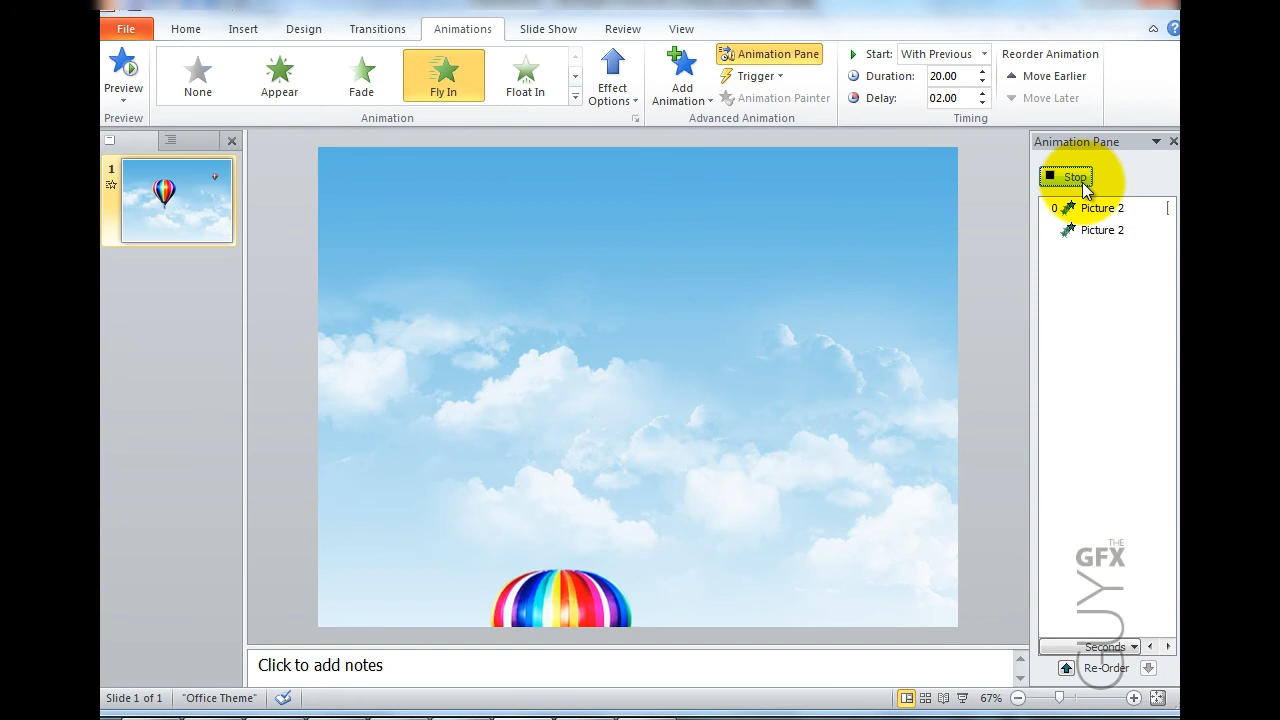 File Home Insert Design Transitions Animations Slide Show Review View
Preview
None Appear Fade Fly In Float In
Effect Options
Add Animation
Animation Pane
Trigger
Animation Painter
Start: With Previous
Duration: 20.00
Delay: 02.00
Reorder Animation
Move Earlier
Move Later
Preview Animation Advanced Animation Timing
1
Animation Pane
Stop
0 Picture 2
Picture 2
THE
GFX
GUY
Seconds
Re-Order
Click to add notes
Slide 1 of 1 "Office Theme" 67%